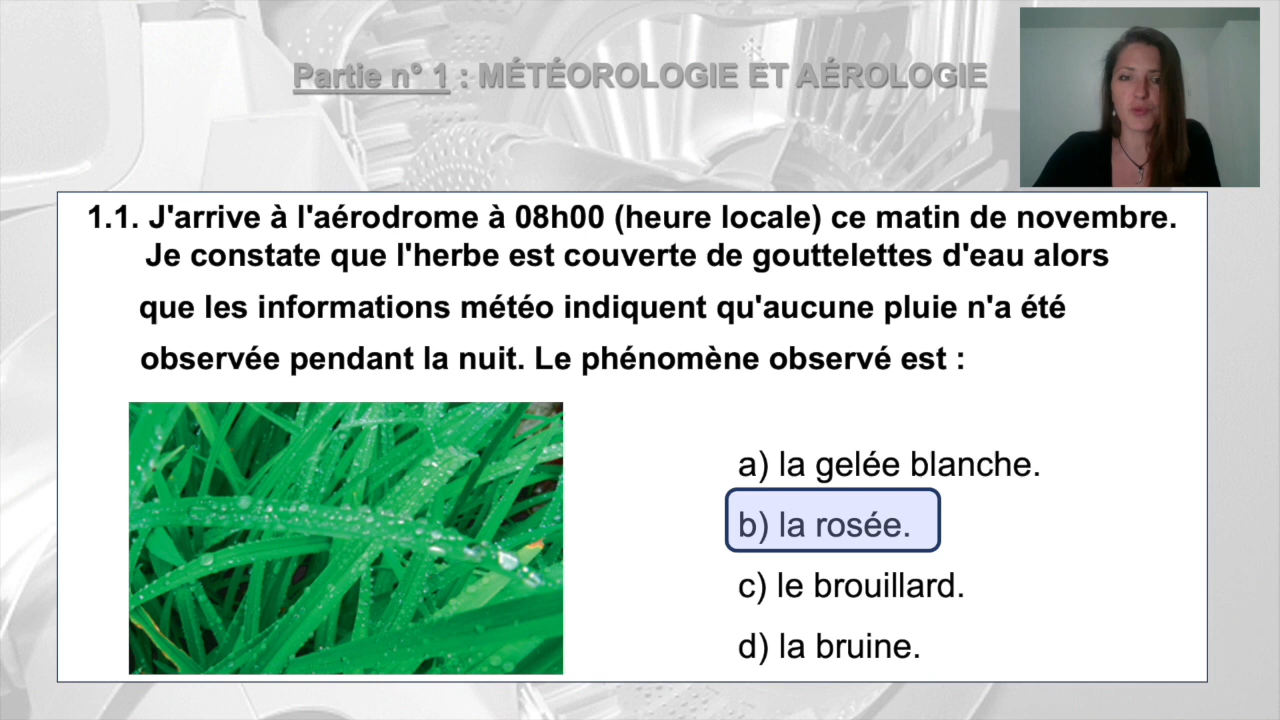 Partie n° 1 : MÉTÉOROLOGIE ET AÉROLOGIE
1.1. J'arrive à l'aérodrome à 08h00 (heure locale) ce matin de novembre.
Je constate que l'herbe est couverte de gouttelettes d'eau alors
que les informations météo indiquent qu'aucune pluie n'a été
observée pendant la nuit. Le phénomène observé est :
a) la gelée blanche.
b) la rosée.
c) le brouillard.
d) la bruine.